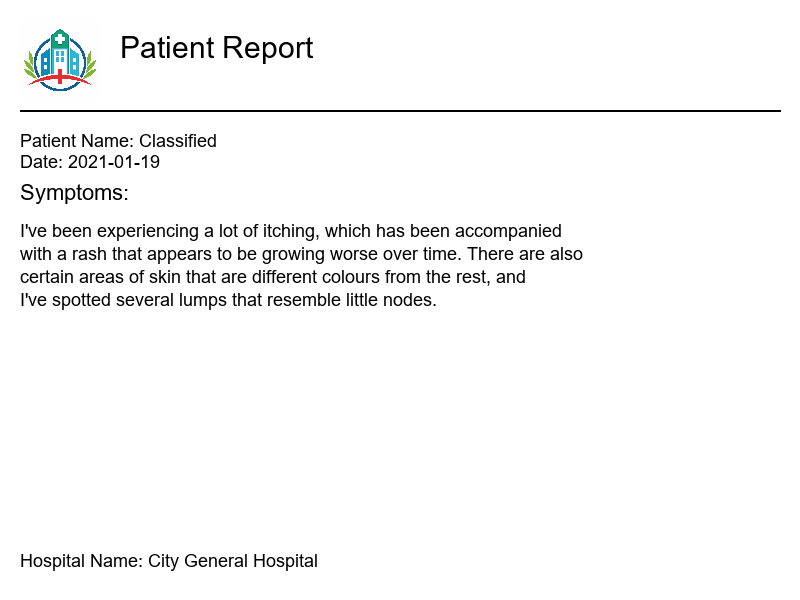 Patient Report
Patient Name: Classified
Date: 2021-01-19
Symptoms:
I've been experiencing a lot of itching, which has been accompanied
with a rash that appears to be growing worse over time. There are also
certain areas of skin that are different colours from the rest, and
I've spotted several lumps that resemble little nodes.
Hospital Name: City General Hospital